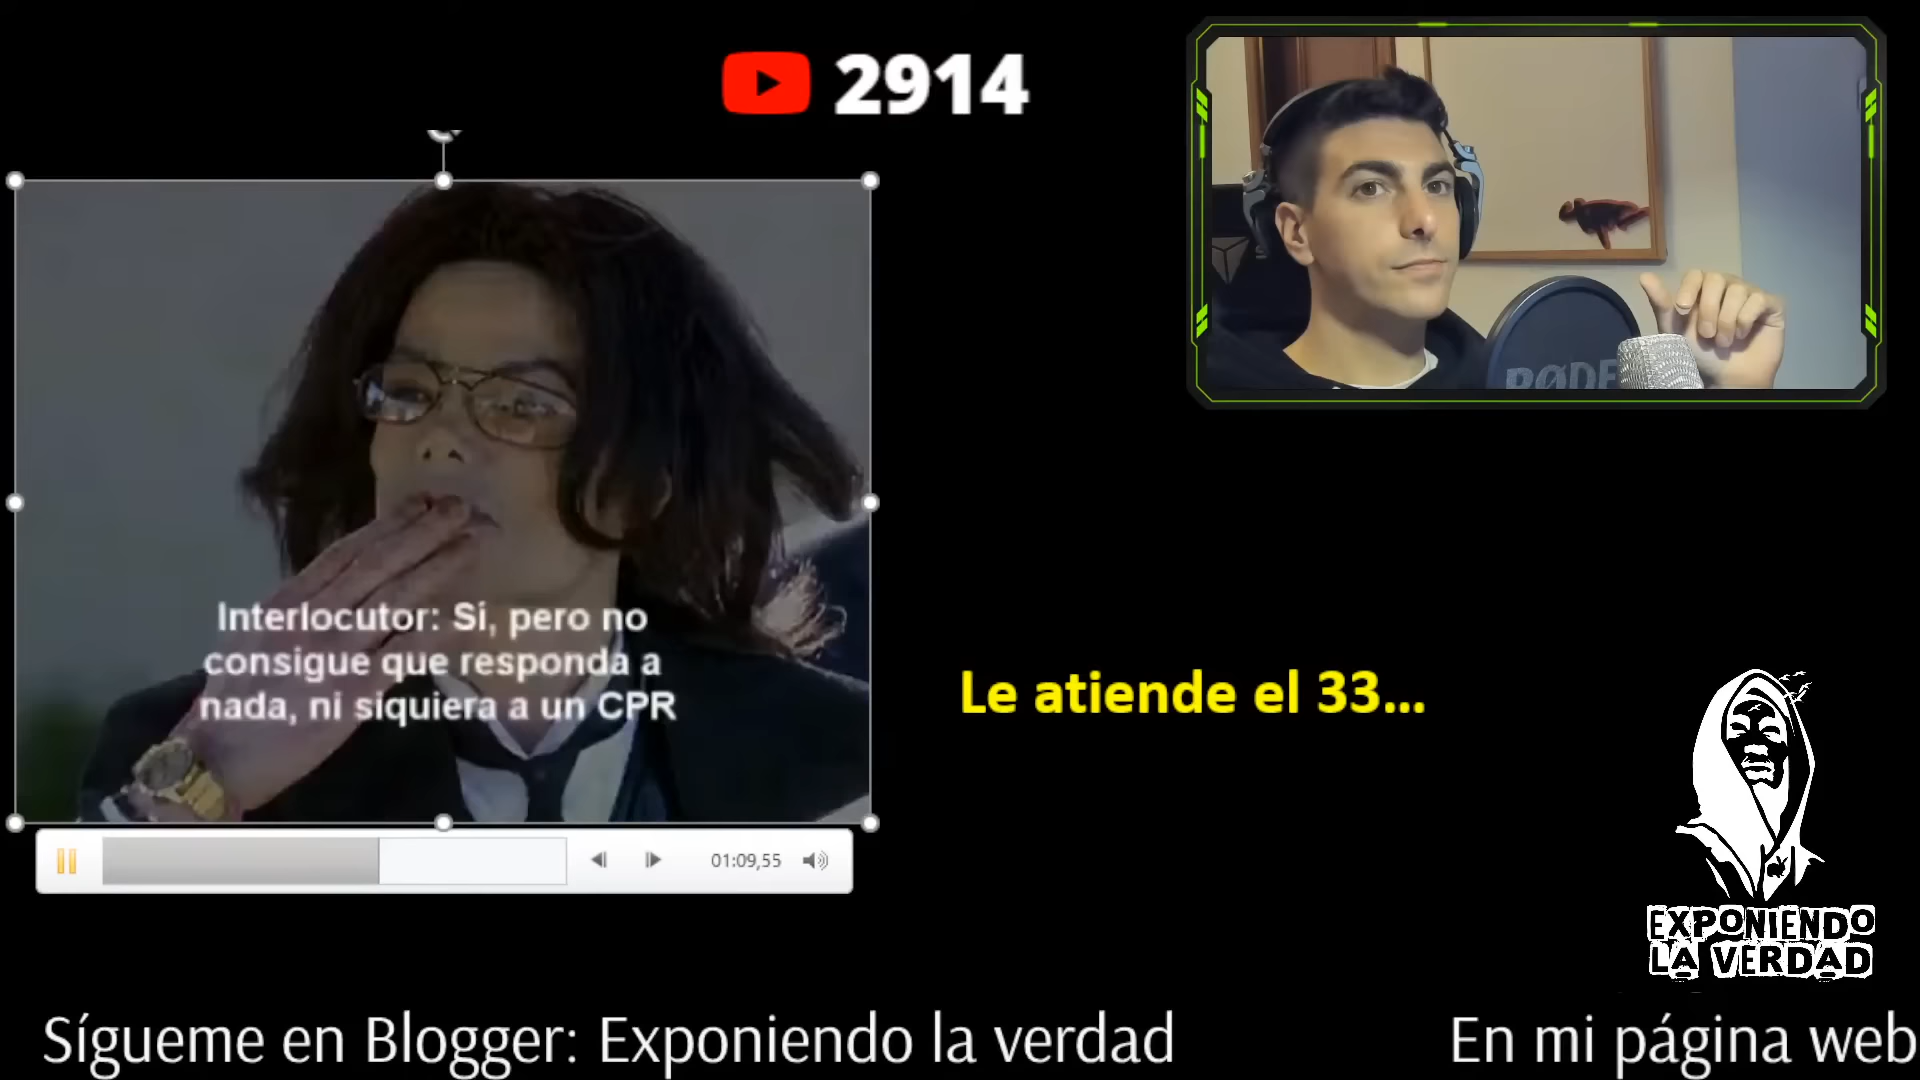 2914
Interlocutor: Sí, pero no
consigue que responda a
nada, ni siquiera a un CPR
01:09,55
Le atiende el 33...
RØDE
EXPONIENDO
LA VERDAD
Sígueme en Blogger: Exponiendo la verdad
En mi página web